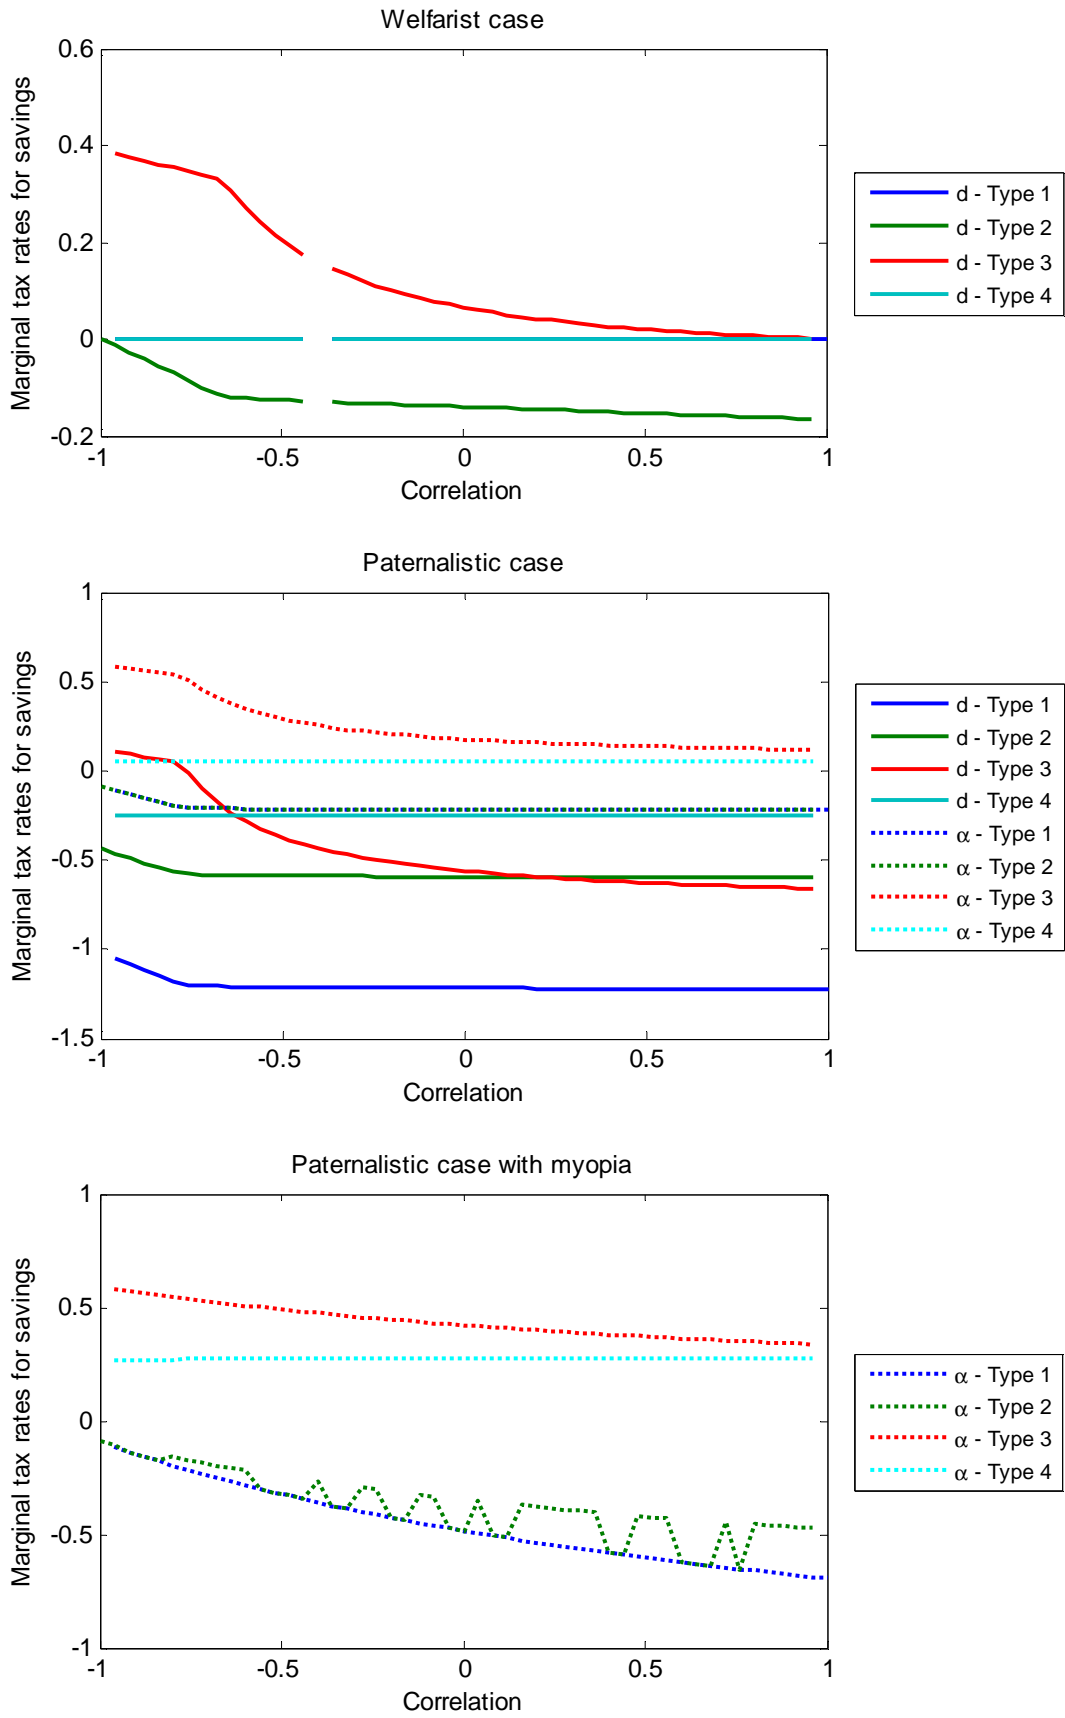 Welfarist case
Marginal tax rates for savings
0.6
0.4
0.2
0
-0.2
-1
-0.5
0
0.5
1
Correlation
d - Type 1
d - Type 2
d - Type 3
d - Type 4
Paternalistic case
Marginal tax rates for savings
1
0.5
0
-0.5
-1
-1.5
-1
-0.5
0
0.5
1
Correlation
d - Type 1
d - Type 2
d - Type 3
d - Type 4
α - Type 1
α - Type 2
α - Type 3
α - Type 4
Paternalistic case with myopia
Marginal tax rates for savings
1
0.5
0
-0.5
-1
-1
-0.5
0
0.5
1
Correlation
α - Type 1
α - Type 2
α - Type 3
α - Type 4